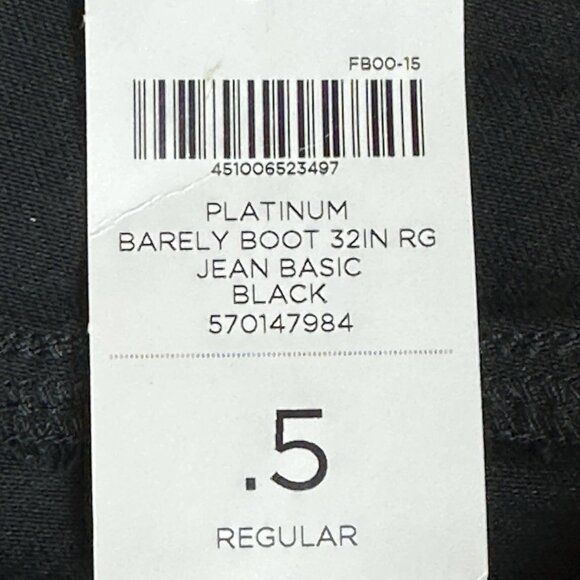 FB00-15
451006523497
PLATINUM
BARELY BOOT 32IN RG
JEAN BASIC
BLACK
570147984
.5
REGULAR